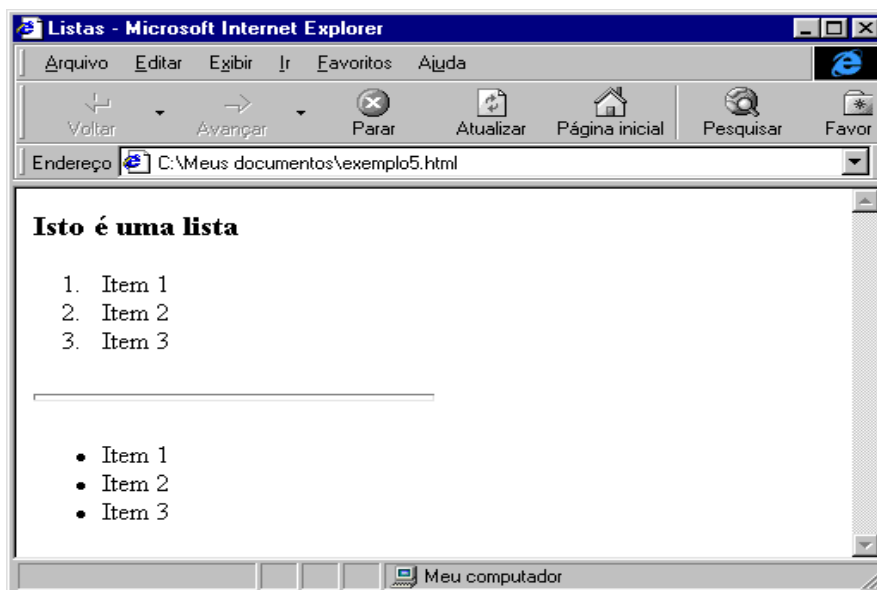 Listas - Microsoft Internet Explorer
Arquivo Editar Exibir Ir Favoritos Ajuda
Voltar Avançar Parar Atualizar Página inicial Pesquisar Favor
Endereço C:\Meus documentos\exemplo5.html
Isto é uma lista
1. Item 1
2. Item 2
3. Item 3
• Item 1
• Item 2
• Item 3
Meu computador